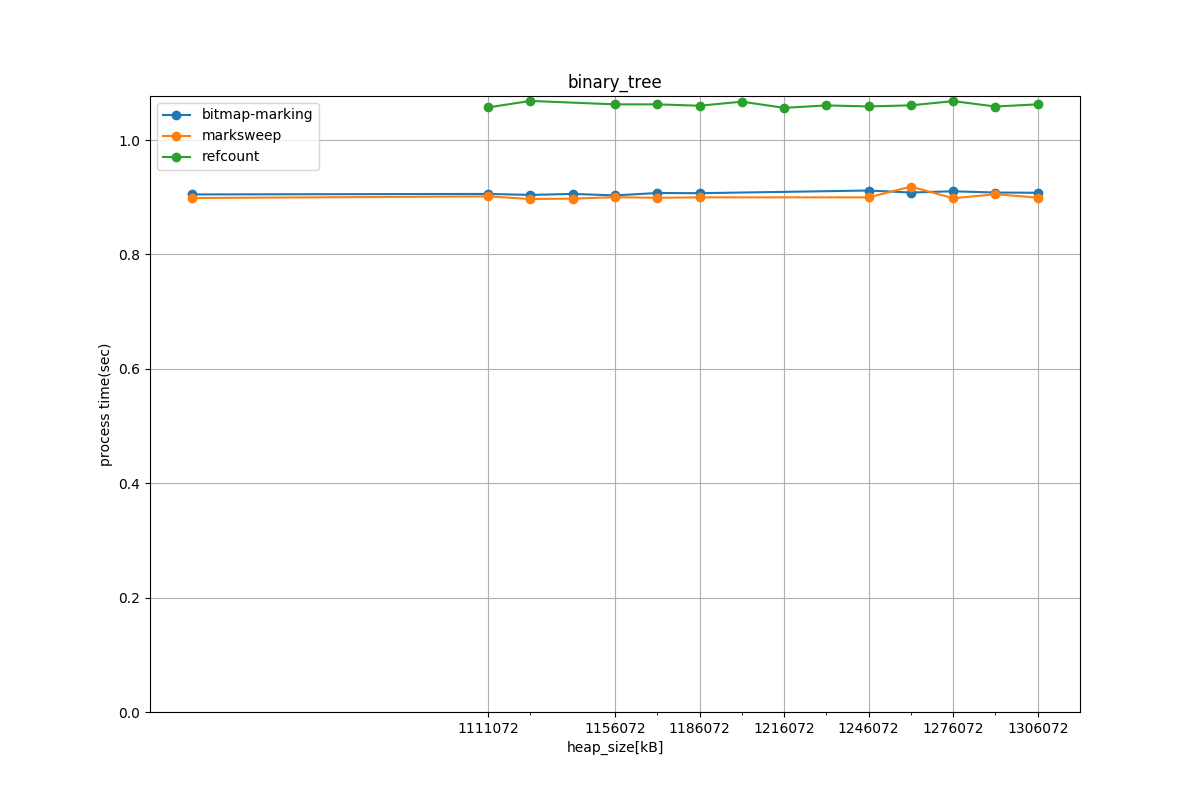 binary_tree
bitmap-marking
marksweep
refcount
1.0
0.8
0.6
0.4
0.2
0.0
process time(sec)
1111072 1156072 1186072 1216072 1246072 1276072 1306072
heap_size[kB]